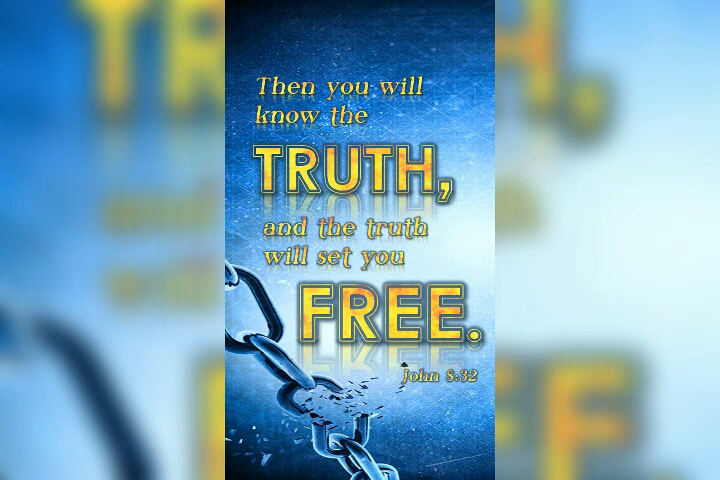 Then you will
know the
TRUTH,
and the truth
will set you
FREE.
John 8:32